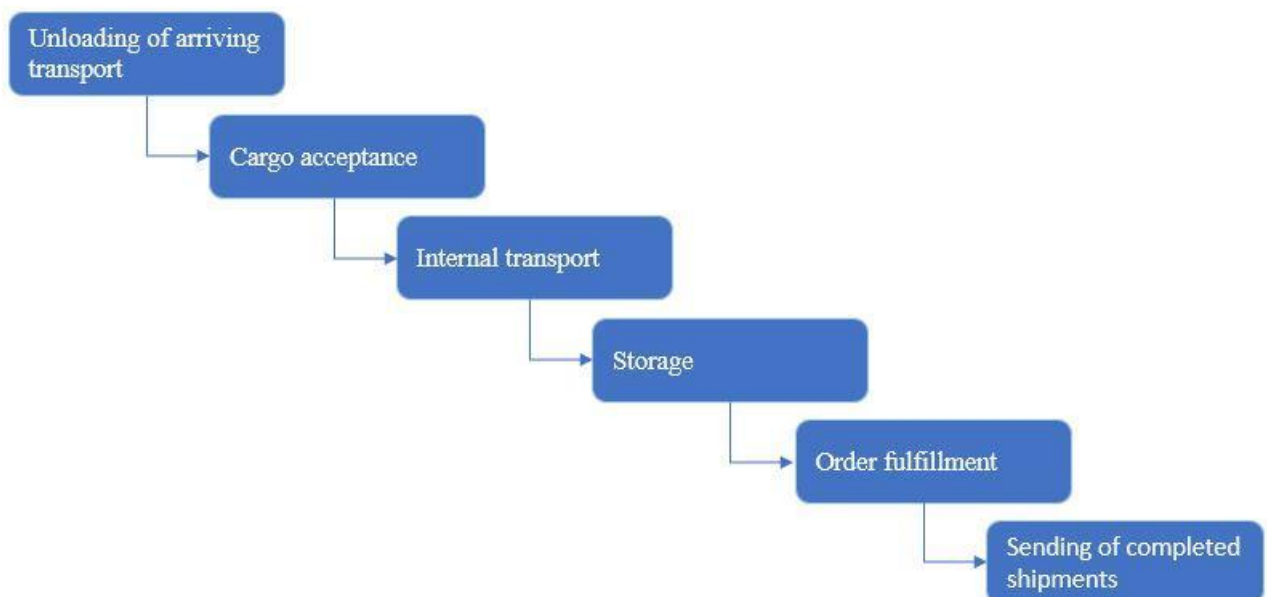 Unloading of arriving
transport
Cargo acceptance
Internal transport
Storage
Order fulfillment
Sending of completed
shipments